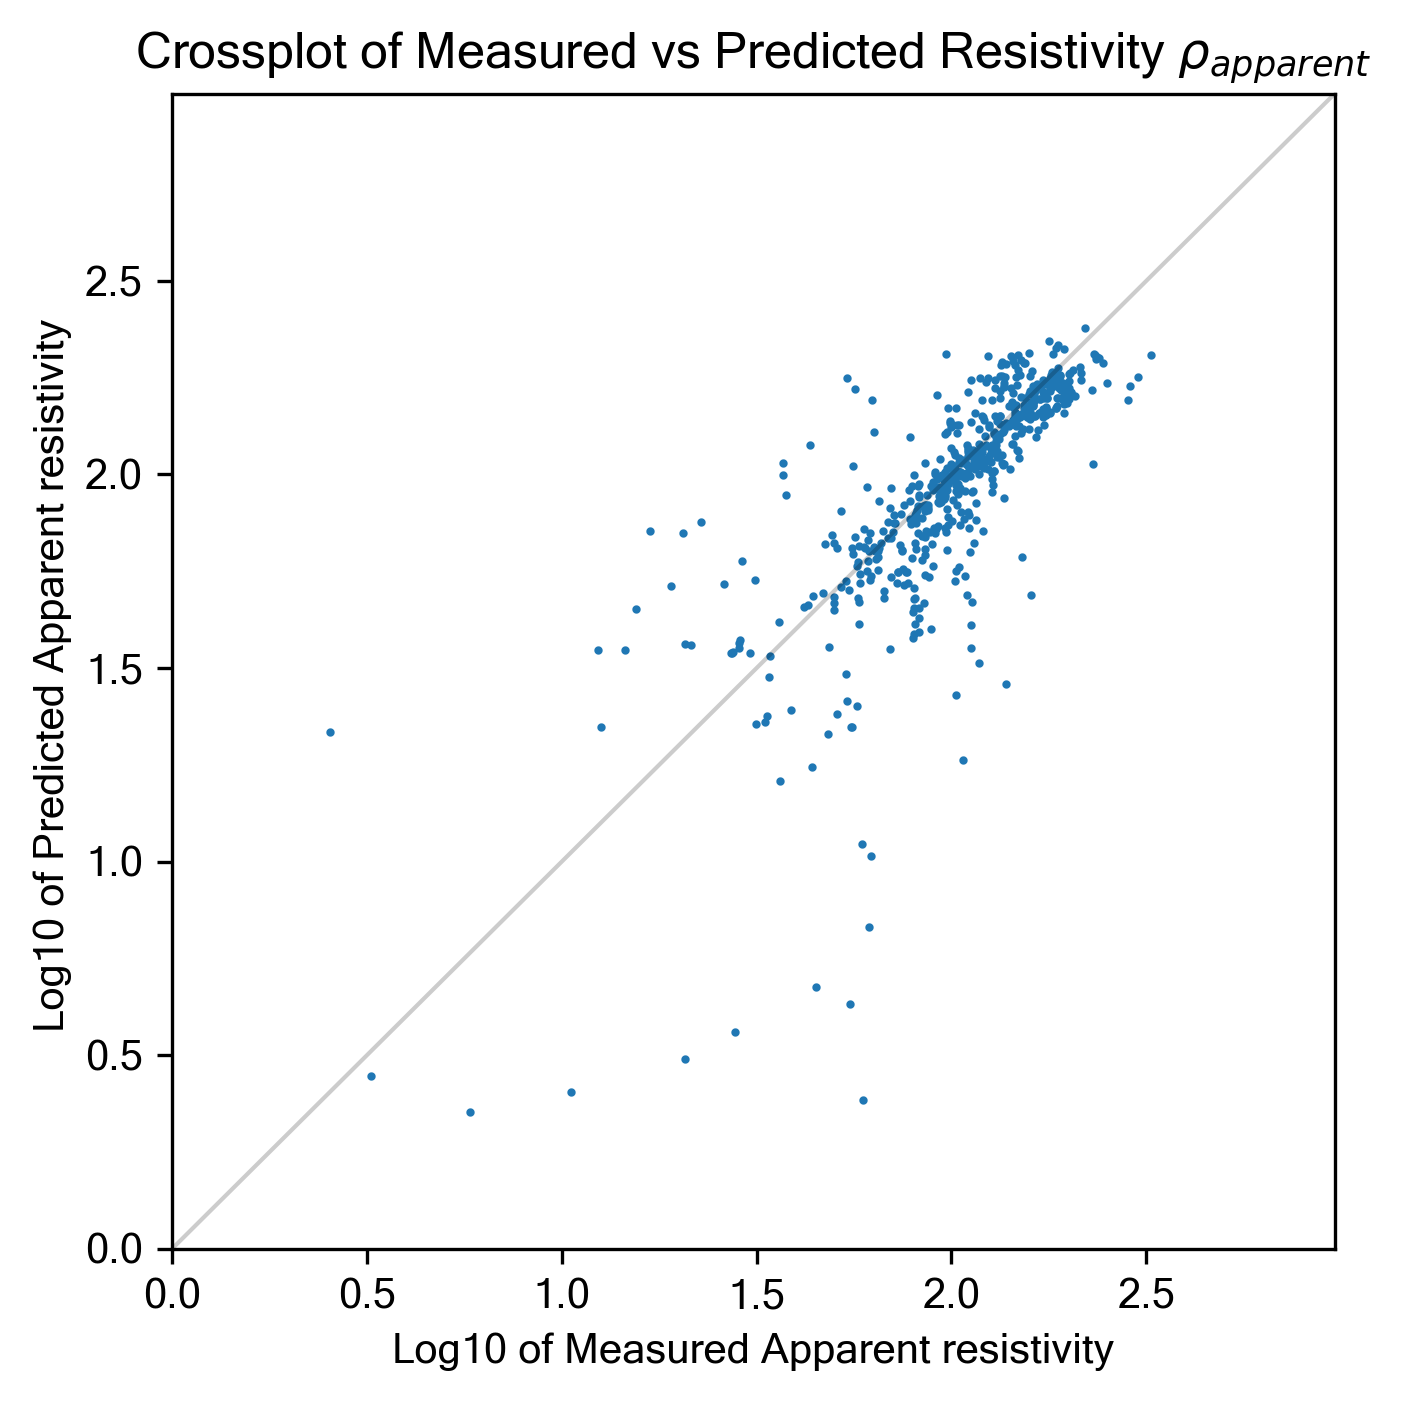 Crossplot of Measured vs Predicted Resistivity ρapparent
2.5
2.0
1.5
1.0
0.5
0.0
Log10 of Predicted Apparent resistivity
0.0 0.5 1.0 1.5 2.0 2.5
Log10 of Measured Apparent resistivity